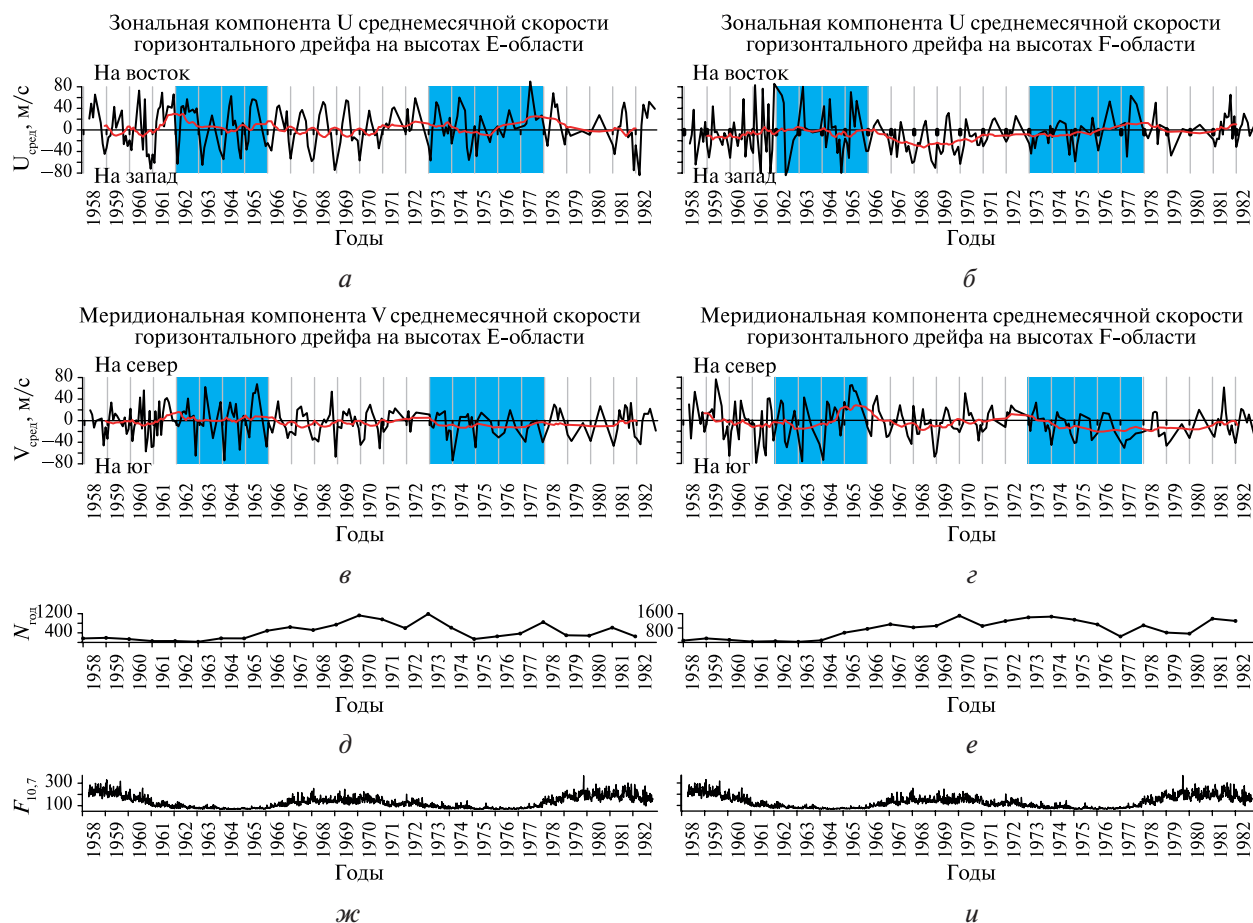 Зональная компонента U среднемесячной скорости
горизонтального дрейфа на высотах E-области
На восток
U_сред, м/с
80
40
0
−40
−80
На запад
1958 1959 1960 1961 1962 1963 1964 1965 1966 1967 1968 1969 1970 1971 1972 1973 1974 1975 1976 1977 1978 1979 1980 1981 1982
Годы
а
Зональная компонента U среднемесячной скорости
горизонтального дрейфа на высотах F-области
На восток
На запад
1958 1959 1960 1961 1962 1963 1964 1965 1966 1967 1968 1969 1970 1971 1972 1973 1974 1975 1976 1977 1978 1979 1980 1981 1982
Годы
б
Меридиональная компонента V среднемесячной скорости
горизонтального дрейфа на высотах E-области
На север
V_сред, м/с
80
40
0
−40
−80
На юг
1958 1959 1960 1961 1962 1963 1964 1965 1966 1967 1968 1969 1970 1971 1972 1973 1974 1975 1976 1977 1978 1979 1980 1981 1982
Годы
в
Меридиональная компонента среднемесячной скорости
горизонтального дрейфа на высотах F-области
На север
На юг
1958 1959 1960 1961 1962 1963 1964 1965 1966 1967 1968 1969 1970 1971 1972 1973 1974 1975 1976 1977 1978 1979 1980 1981 1982
Годы
г
N_год
1200
400
1958 1959 1960 1961 1962 1963 1964 1965 1966 1967 1968 1969 1970 1971 1972 1973 1974 1975 1976 1977 1978 1979 1980 1981 1982
Годы
д
1600
800
1958 1959 1960 1961 1962 1963 1964 1965 1966 1967 1968 1969 1970 1971 1972 1973 1974 1975 1976 1977 1978 1979 1980 1981 1982
Годы
е
F_10,7
300
100
1958 1959 1960 1961 1962 1963 1964 1965 1966 1967 1968 1969 1970 1971 1972 1973 1974 1975 1976 1977 1978 1979 1980 1981 1982
Годы
ж
1958 1959 1960 1961 1962 1963 1964 1965 1966 1967 1968 1969 1970 1971 1972 1973 1974 1975 1976 1977 1978 1979 1980 1981 1982
Годы
и